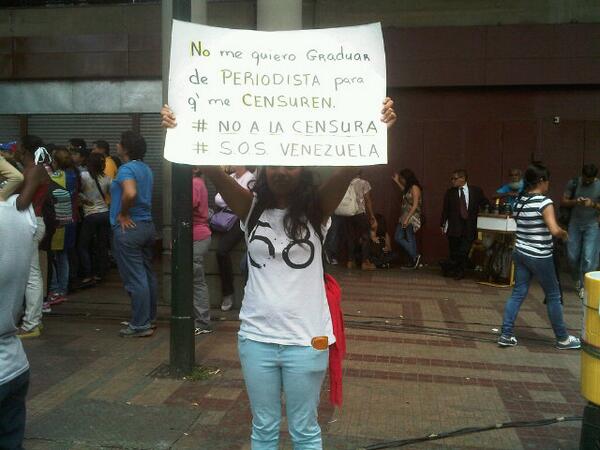 No me quiero GRADUAR
de PERIODISTA para
q' me CENSUREN.
# NO A LA CENSURA
# S.O.S. VENEZUELA
58